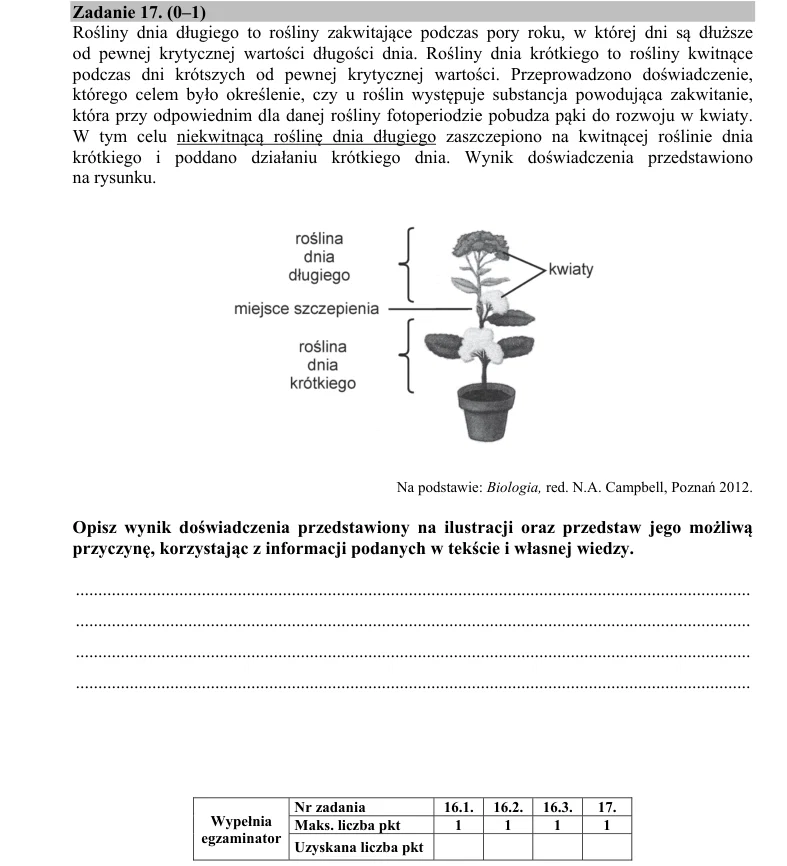 Zadanie 17. (0–1)
Rośliny dnia długiego to rośliny zakwitające podczas pory roku, w której dni są dłuższe
od pewnej krytycznej wartości długości dnia. Rośliny dnia krótkiego to rośliny kwitnące
podczas dni krótszych od pewnej krytycznej wartości. Przeprowadzono doświadczenie,
którego celem było określenie, czy u roślin występuje substancja powodująca zakwitanie,
która przy odpowiednim dla danej rośliny fotoperiodzie pobudza pąki do rozwoju w kwiaty.
W tym celu niekwitnącą roślinę dnia długiego zaszczepiono na kwitnącej roślinie dnia
krótkiego i poddano działaniu krótkiego dnia. Wynik doświadczenia przedstawiono
na rysunku.
roślina
dnia
długiego
kwiaty
miejsce szczepienia
roślina
dnia
krótkiego
Na podstawie: Biologia, red. N.A. Campbell, Poznań 2012.
Opisz wynik doświadczenia przedstawiony na ilustracji oraz przedstaw jego możliwą
przyczynę, korzystając z informacji podanych w tekście i własnej wiedzy.
Wypełnia
egzaminator
Nr zadania 16.1. 16.2. 16.3. 17.
Maks. liczba pkt 1 1 1 1
Uzyskana liczba pkt